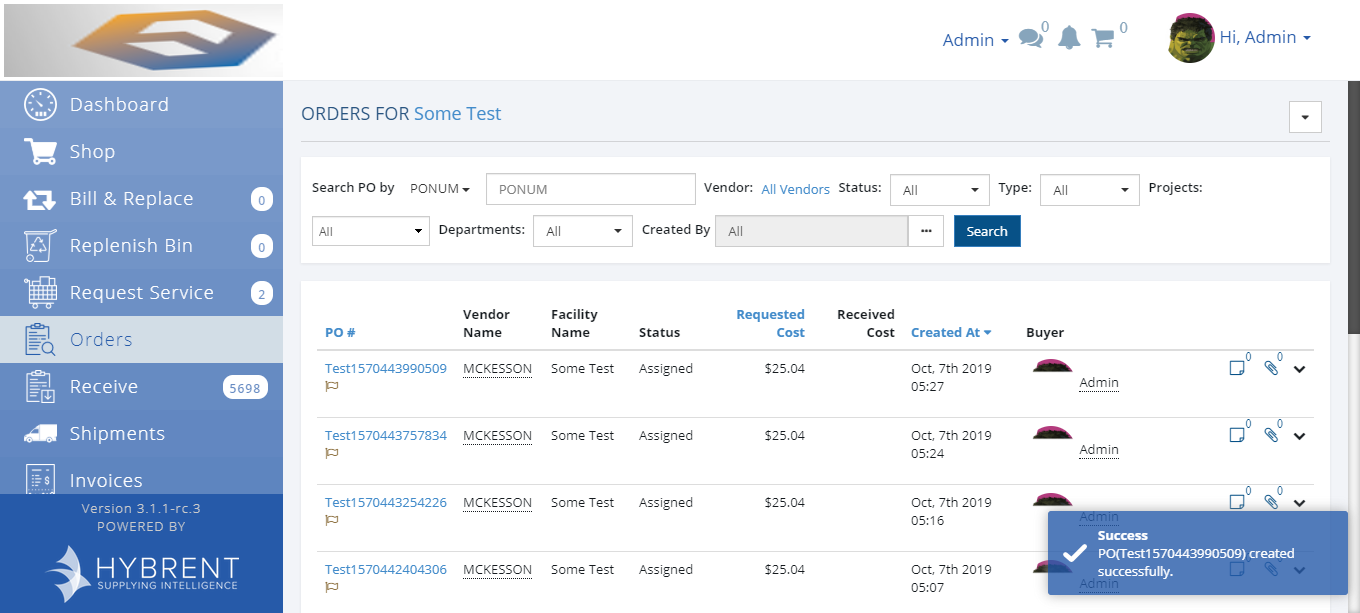 Admin 0 0 Hi, Admin
Dashboard
Shop
Bill & Replace 0
Replenish Bin 0
Request Service 2
Orders
Receive 5698
Shipments
Invoices
Version 3.1.1-rc.3
POWERED BY
HYBRENT
SUPPLYING INTELLIGENCE
ORDERS FOR Some Test
Search PO by PONUM PONUM Vendor: All Vendors Status: All Type: All Projects:
All Departments: All Created By All ... Search
PO # Vendor Name Facility Name Status Requested Cost Received Cost Created At Buyer
Test1570443990509 MCKESSON Some Test Assigned $25.04 Oct, 7th 2019 0 0
05:27 Admin
Test1570443757834 MCKESSON Some Test Assigned $25.04 Oct, 7th 2019 0 0
05:24 Admin
Test1570443254226 MCKESSON Some Test Assigned $25.04 Oct, 7th 2019 0 0
05:16 Admin
Test1570442404306 MCKESSON Some Test Assigned $25.04 Oct, 7th 2019
05:07 Admin
Success
PO(Test1570443990509) created
successfully.